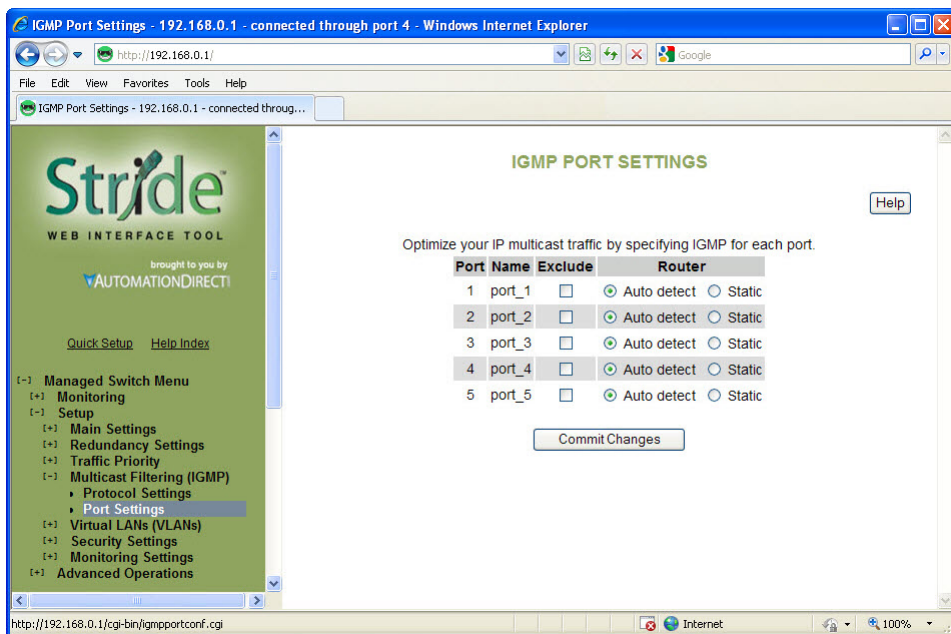 IGMP Port Settings - 192.168.0.1 - connected through port 4 - Windows Internet Explorer
http://192.168.0.1/
Google
File Edit View Favorites Tools Help
IGMP Port Settings - 192.168.0.1 - connected throug...
Stride™
WEB INTERFACE TOOL
brought to you by
AUTOMATIONDIRECT
Quick Setup Help Index
[-] Managed Switch Menu
[+] Monitoring
[-] Setup
[+] Main Settings
[+] Redundancy Settings
[+] Traffic Priority
[-] Multicast Filtering (IGMP)
Protocol Settings
Port Settings
[+] Virtual LANs (VLANs)
[+] Security Settings
[+] Monitoring Settings
[+] Advanced Operations
IGMP PORT SETTINGS
Help
Optimize your IP multicast traffic by specifying IGMP for each port.
Port Name Exclude Router
1 port_1 Auto detect Static
2 port_2 Auto detect Static
3 port_3 Auto detect Static
4 port_4 Auto detect Static
5 port_5 Auto detect Static
Commit Changes
http://192.168.0.1/cgi-bin/igmpportconf.cgi
Internet
100%